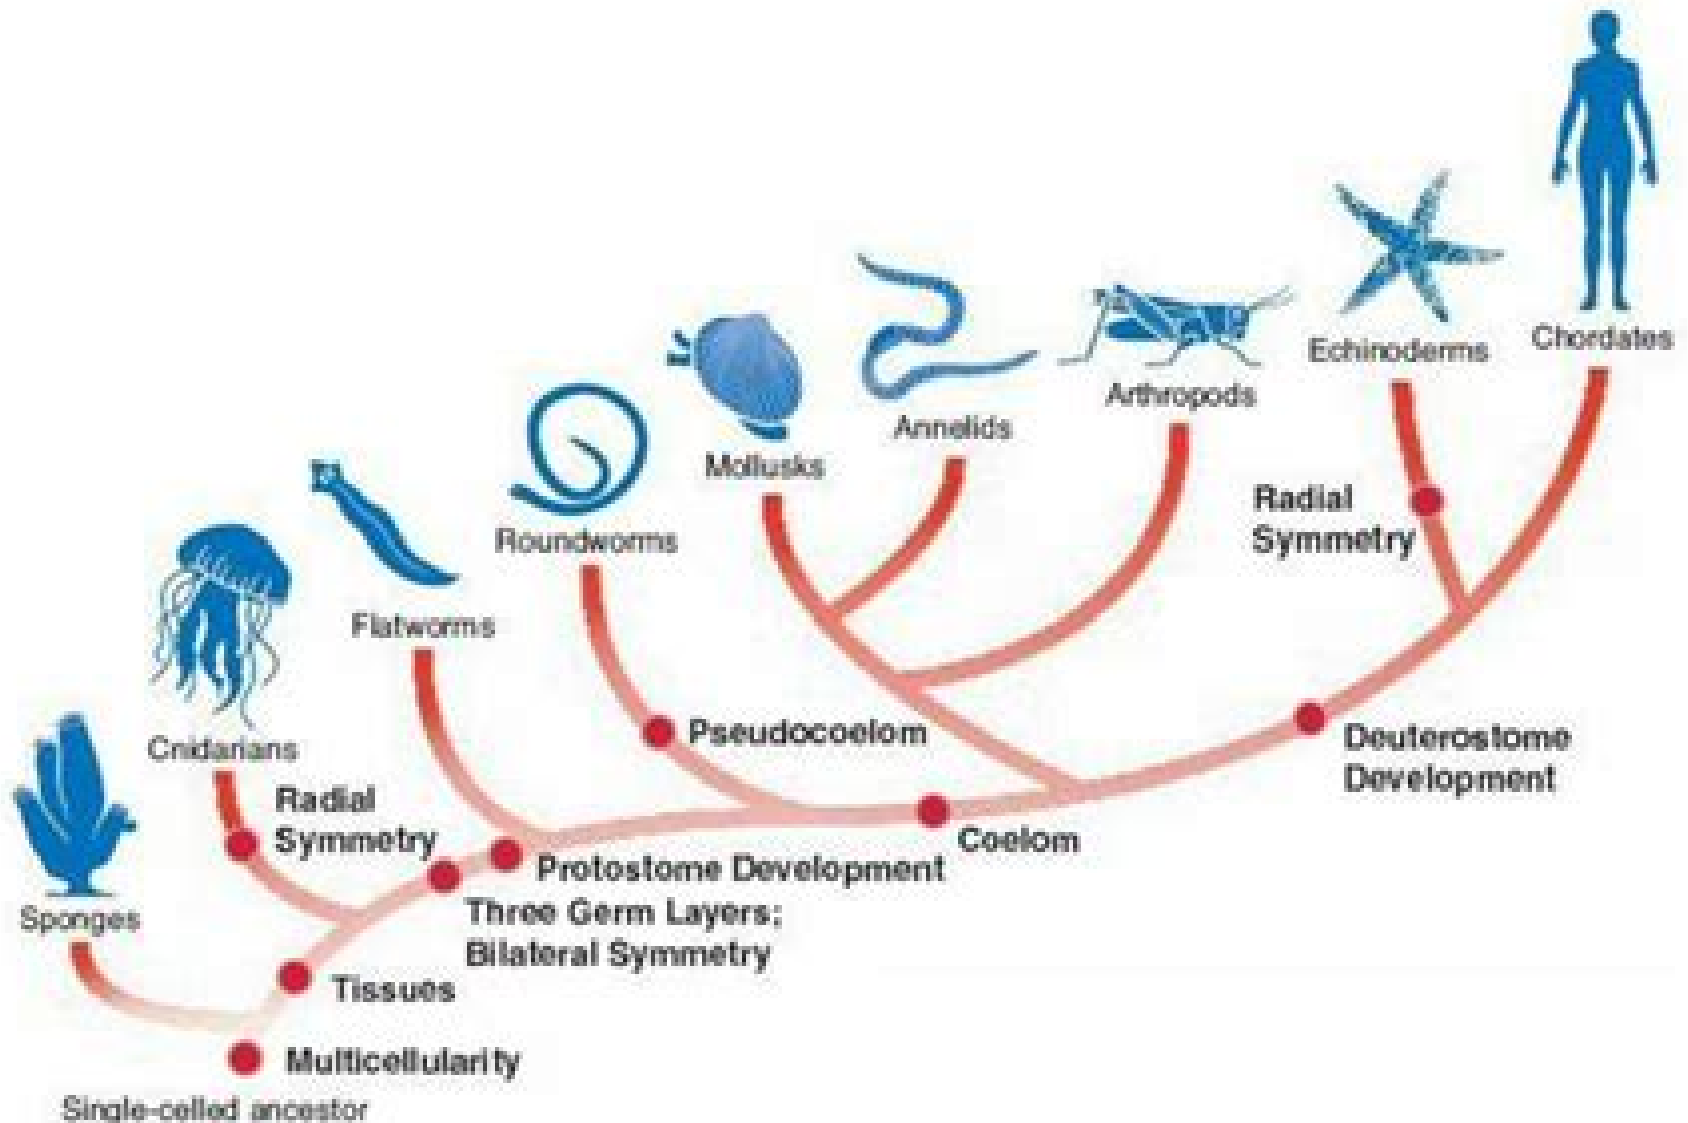 Chordates
Echinoderms
Arthropods
Annelids
Mollusks
Radial
Symmetry
Roundworms
Flatworms
Pseudocoelom
Deuterostome
Development
Cnidarians
Radial
Symmetry
Coelom
Protostome Development
Three Germ Layers;
Bilateral Symmetry
Sponges
Tissues
Multicellularity
Single-celled ancestor